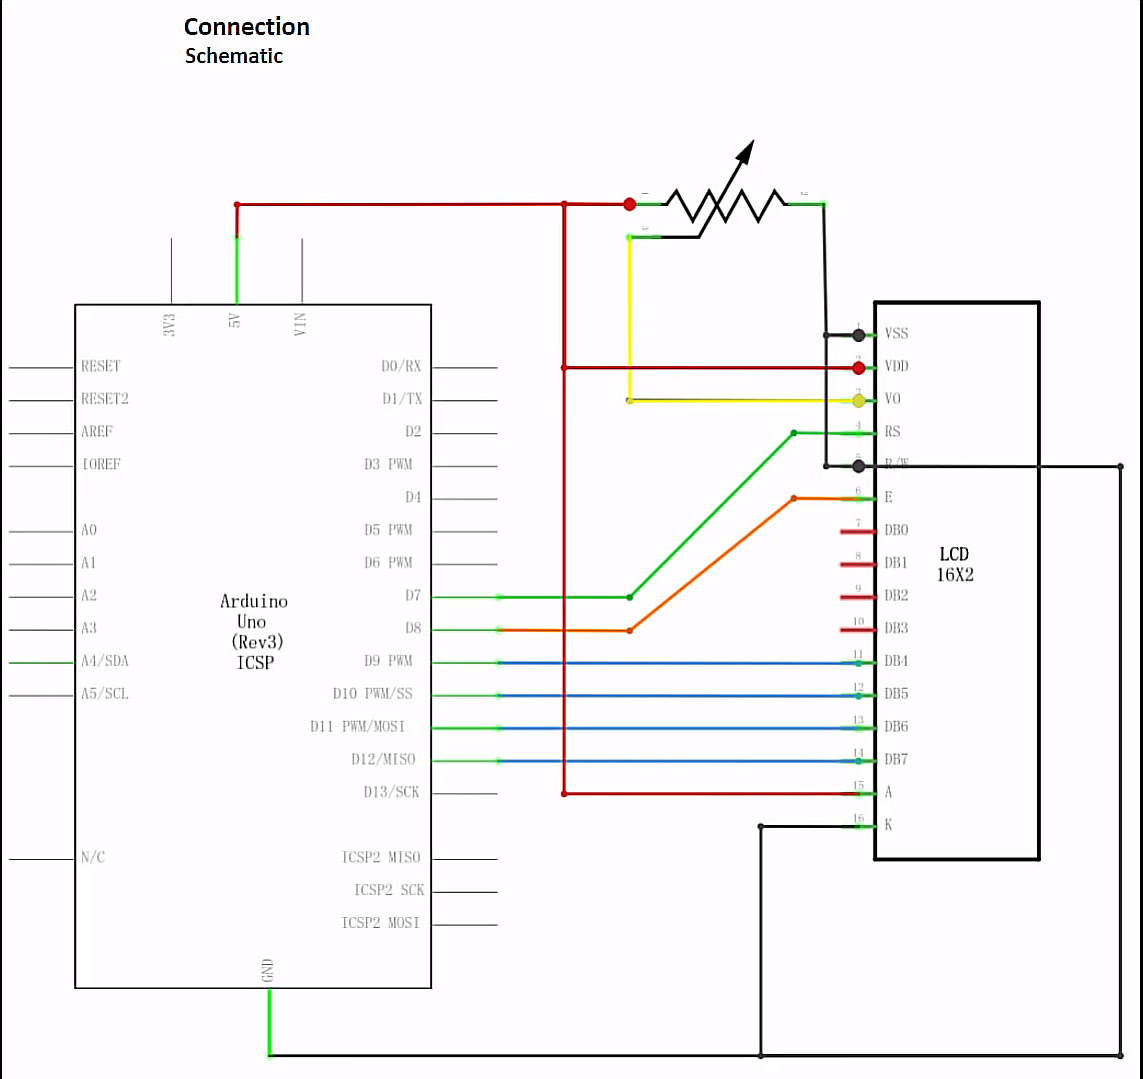 Connection
Schematic
1
2
3
3V3
5V
VIN
RESET
RESET2
AREF
IOREF
A0
A1
A2
A3
A4/SDA
A5/SCL
N/C
Arduino
Uno
(Rev3)
ICSP
D0/RX
D1/TX
D2
D3 PWM
D4
D5 PWM
D6 PWM
D7
D8
D9 PWM
D10 PWM/SS
D11 PWM/MOSI
D12/MISO
D13/SCK
ICSP2 MISO
ICSP2 SCK
ICSP2 MOSI
GND
1 VSS
2 VDD
3 VO
4 RS
5 R/W
6 E
7 DB0
8 DB1
9 DB2
10 DB3
11 DB4
12 DB5
13 DB6
14 DB7
15 A
16 K
LCD
16X2